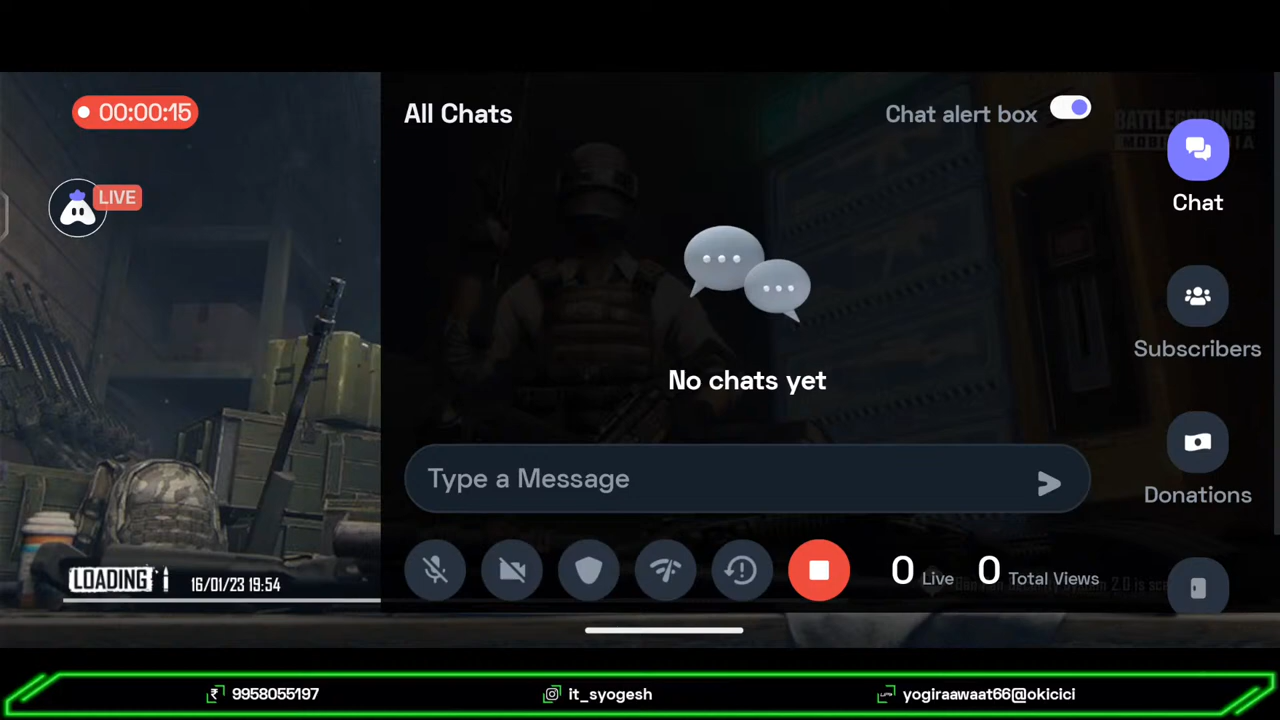 00:00:15
All Chats
Chat alert box
BATTLEGROUNDS
LIVE
Chat
No chats yet
Subscribers
Type a Message
Donations
LOADING
16/01/23 19:54
0 Live
0 Total Views
9958055197
it_syogesh
yogiraawaat66@okicici